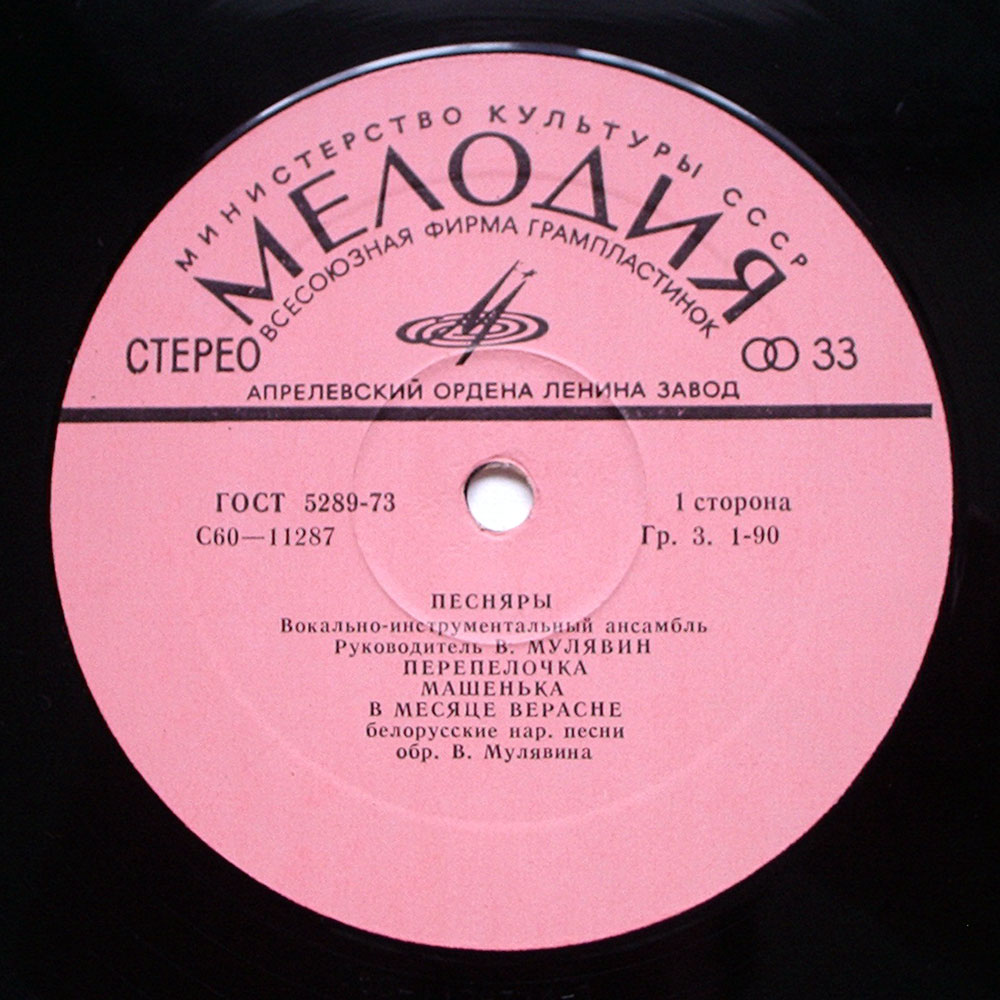 МИНИСТЕРСТВО КУЛЬТУРЫ СССР
МЕЛОДИЯ
ВСЕСОЮЗНАЯ ФИРМА ГРАМПЛАСТИНОК
СТЕРЕО
33
АПРЕЛЕВСКИЙ ОРДЕНА ЛЕНИНА ЗАВОД
ГОСТ 5289-73
1 сторона
С60—11287
Гр. 3. 1-90
ПЕСНЯРЫ
Вокально-инструментальный ансамбль
Руководитель В. МУЛЯВИН
ПЕРЕПЕЛОЧКА
МАШЕНЬКА
В МЕСЯЦЕ ВЕРАСНЕ
белорусские нар. песни
обр. В. Мулявина